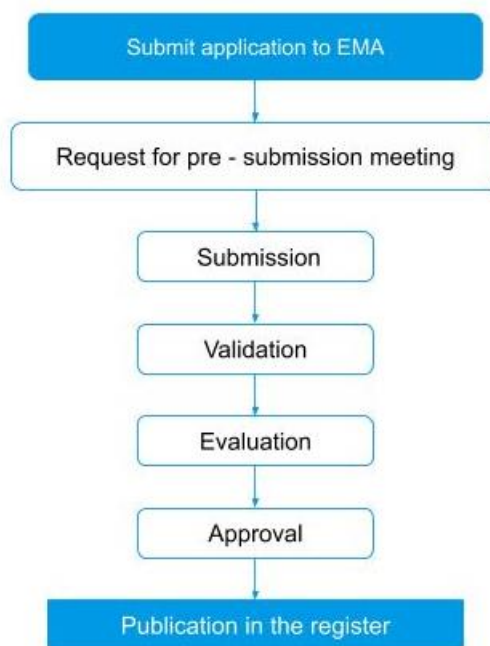 Submit application to EMA
Request for pre - submission meeting
Submission
Validation
Evaluation
Approval
Publication in the register